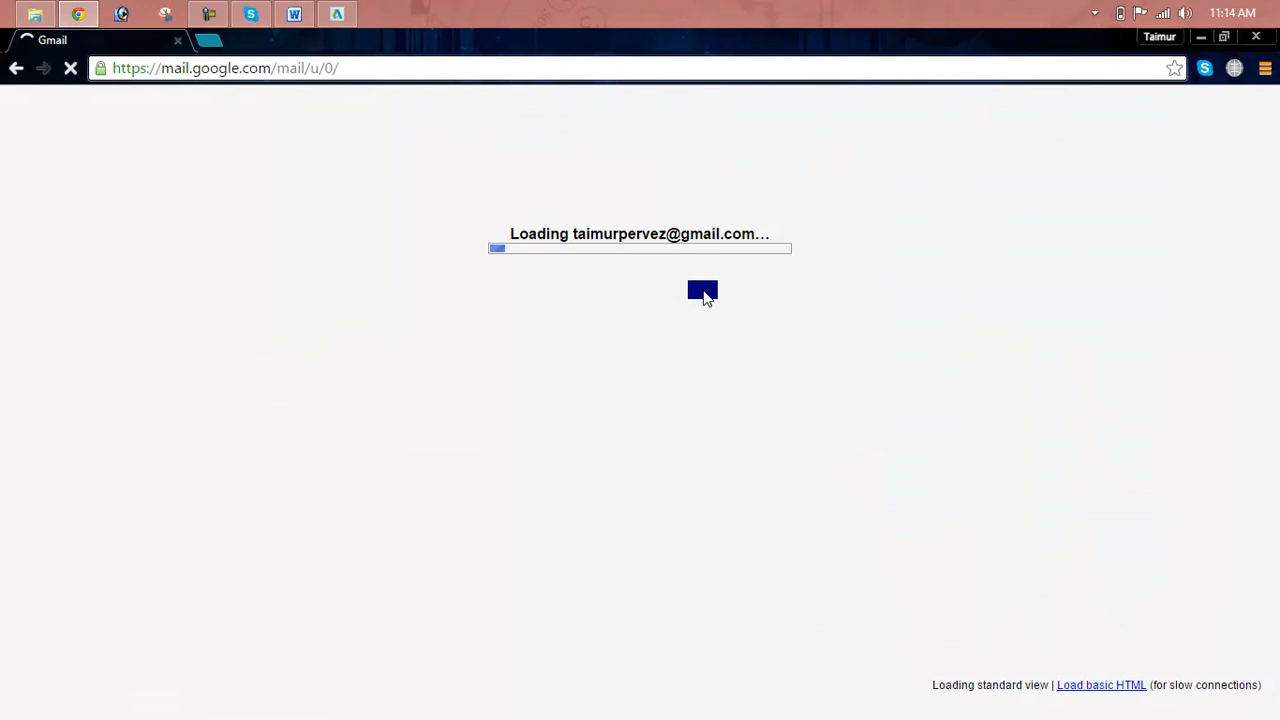 11:14 AM
Gmail
Taimur
https://mail.google.com/mail/u/0/
Loading taimurpervez@gmail.com...
Loading standard view | Load basic HTML (for slow connections)